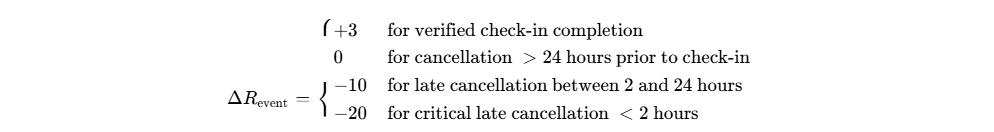 +3 for verified check-in completion
0 for cancellation > 24 hours prior to check-in
ΔR_event = { −10 for late cancellation between 2 and 24 hours
−20 for critical late cancellation < 2 hours